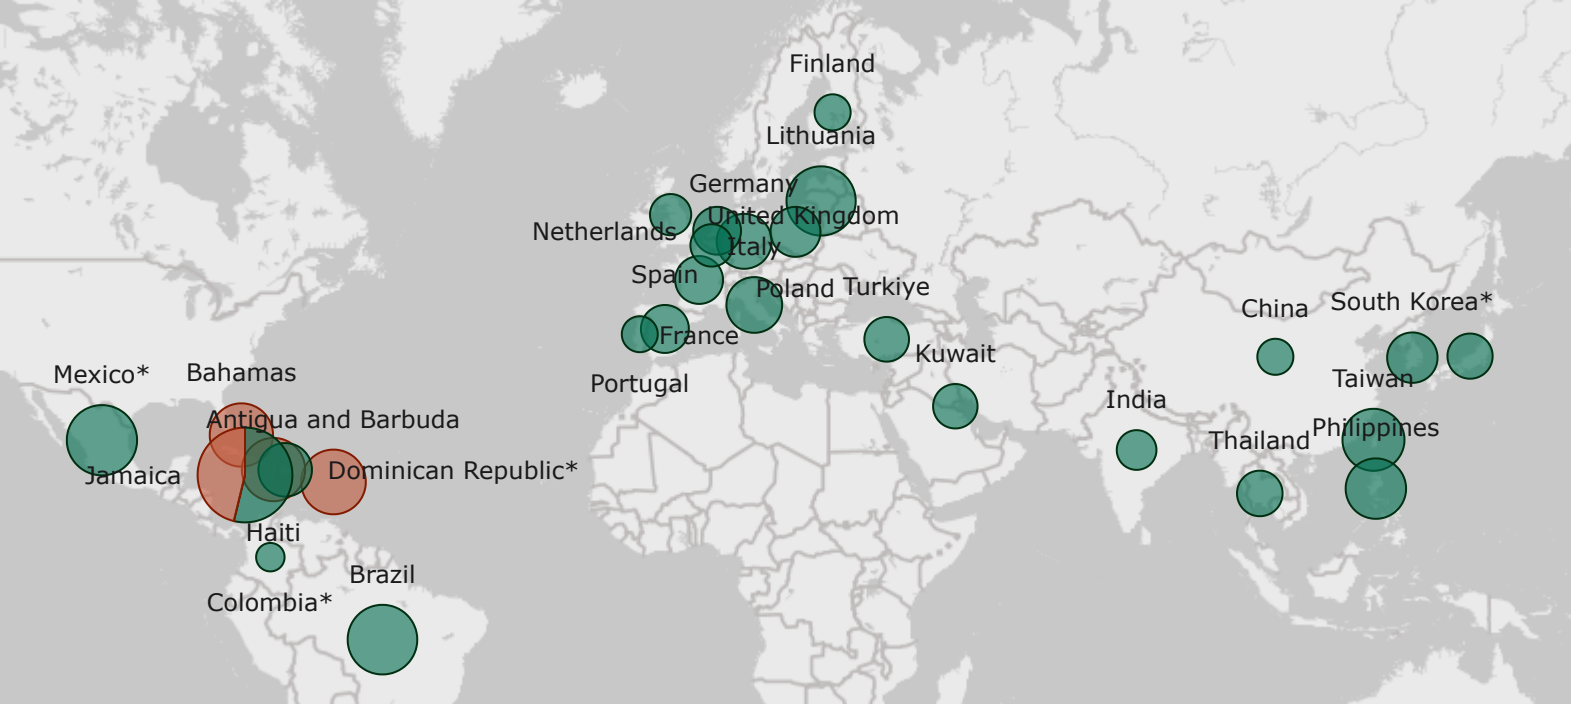 Finland
Lithuania
Germany
United Kingdom
Netherlands
Italy
Spain
Poland
Turkiye
South Korea*
China
France
Kuwait
Mexico*
Bahamas
Taiwan
Portugal
India
Antigua and Barbuda
Philippines
Thailand
Jamaica
Dominican Republic*
Haiti
Brazil
Colombia*